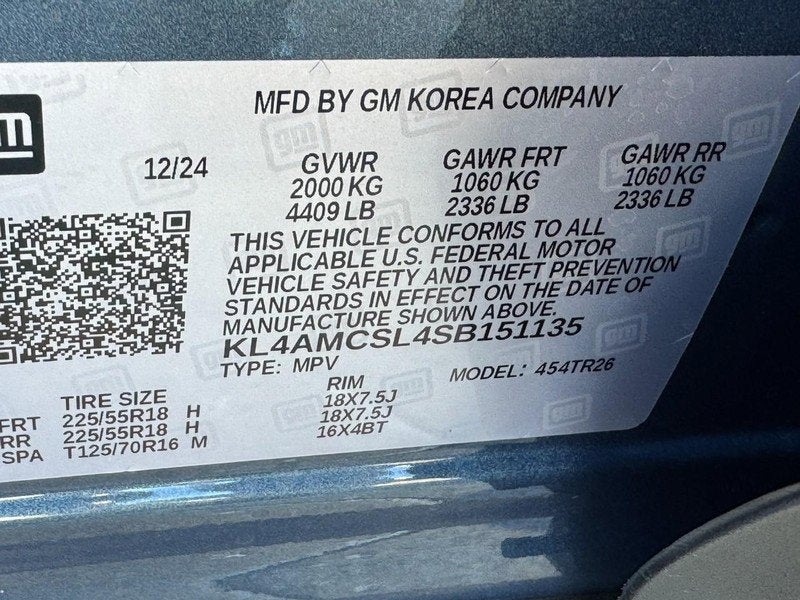 gm
MFD BY GM KOREA COMPANY
12/24 GVWR GAWR FRT GAWR RR
2000 KG 1060 KG 1060 KG
4409 LB 2336 LB 2336 LB
THIS VEHICLE CONFORMS TO ALL
APPLICABLE U.S. FEDERAL MOTOR
VEHICLE SAFETY AND THEFT PREVENTION
STANDARDS IN EFFECT ON THE DATE OF
MANUFACTURE SHOWN ABOVE.
KL4AMCSL4SB151135
TYPE: MPV MODEL: 454TR26
TIRE SIZE RIM
FRT 225/55R18 H 18X7.5J
RR 225/55R18 H 18X7.5J
SPA T125/70R16 M 16X4BT